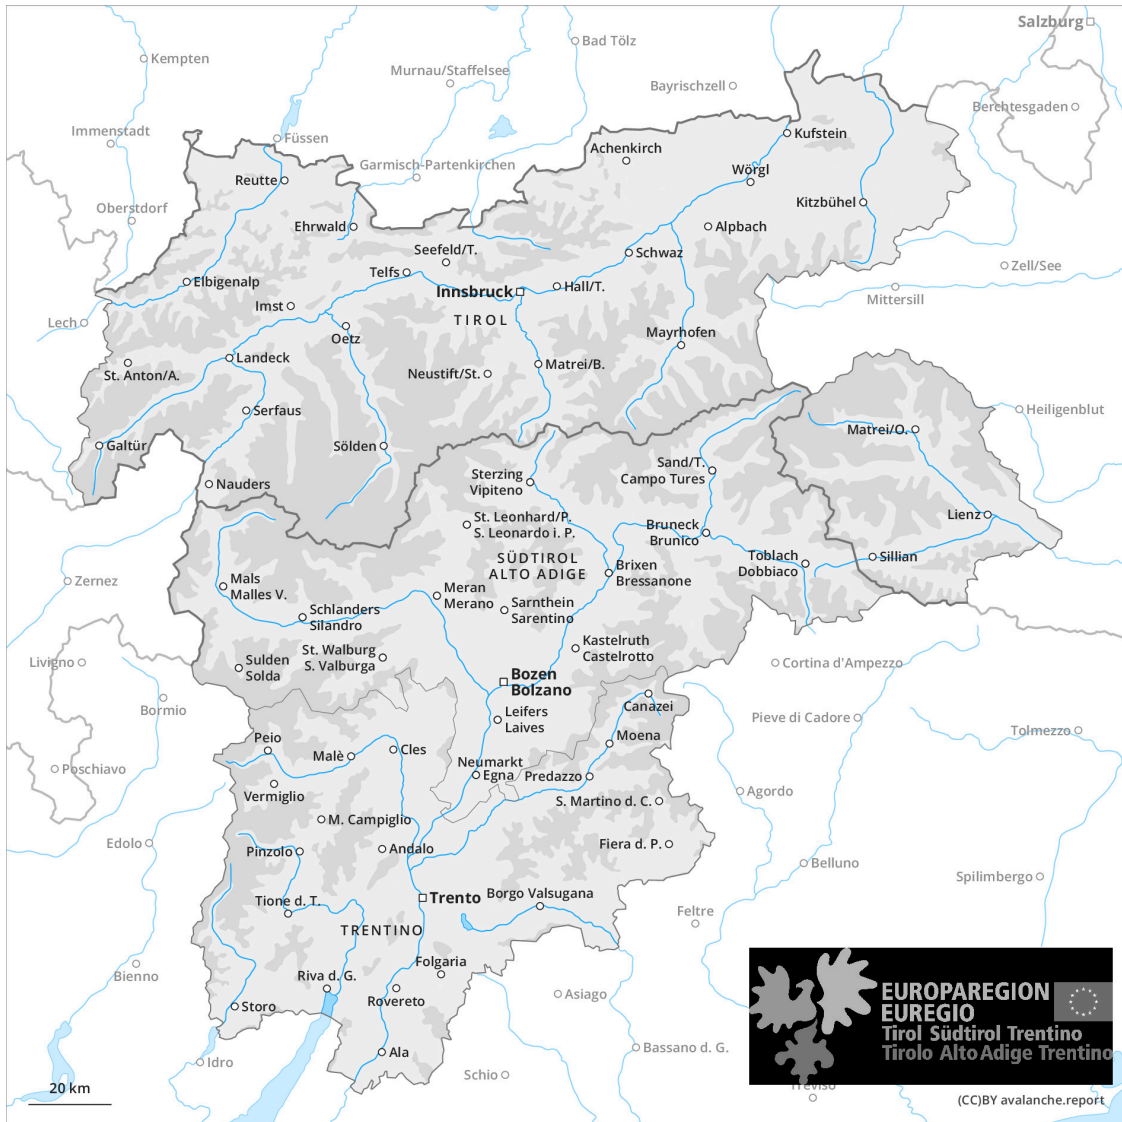 Salzburg
Bad Tölz
Kempten
Murnau/Staffelsee
Bayrischzell
Berchtesgaden
Immenstadt
Füssen
Kufstein
Achenkirch
Garmisch-Partenkirchen
Wörgl
Reutte
Kitzbühel
Oberstdorf
Ehrwald
Alpbach
Seefeld/T.
Schwaz
Telfs
Zell/See
Elbigenalp
Innsbruck
Hall/T.
Mittersill
Imst
TIROL
Lech
Oetz
Mayrhofen
Landeck
Matrei/B.
St. Anton/A.
Neustift/St.
Serfaus
Heiligenblut
Matrei/O.
Galtür
Sölden
Sand/T.
Campo Tures
Sterzing
Vipiteno
Nauders
St. Leonhard/P.
S. Leonardo i. P.
Bruneck
Brunico
Lienz
SÜDTIROL
ALTO ADIGE
Toblach
Dobbiaco
Sillian
Brixen
Bressanone
Zernez
Mals
Malles V.
Meran
Merano
Sarnthein
Sarentino
Schlanders
Silandro
Kastelruth
Castelrotto
St. Walburg
S. Valburga
Livigno
Sulden
Solda
Cortina d'Ampezzo
Bozen
Bolzano
Bormio
Canazei
Leifers
Laives
Pieve di Cadore
Tolmezzo
Peio
Moena
Malè
Cles
Neumarkt
Egna
Predazzo
Poschiavo
Vermiglio
S. Martino d. C.
Agordo
M. Campiglio
Edolo
Pinzolo
Andalo
Fiera d. P.
Belluno
Spilimbergo
Tione d. T.
Trento
Borgo Valsugana
Feltre
TRENTINO
Folgaria
Bienno
Riva d. G.
Rovereto
Asiago
Storo
EUROPAREGION
EUREGIO
Tirol Südtirol Trentino
Tirolo Alto Adige Trentino
Ala
Idro
Bassano d. G.
Schio
Treviso
20 km
(CC)BY avalanche.report